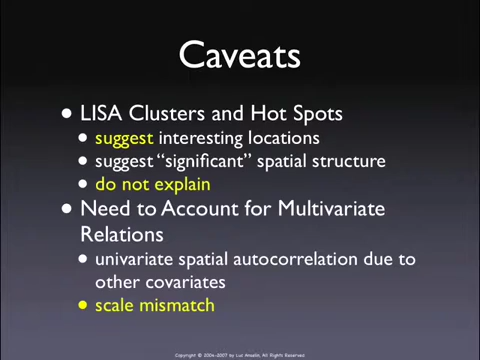 Caveats
• LISA Clusters and Hot Spots
• suggest interesting locations
• suggest “significant” spatial structure
• do not explain
• Need to Account for Multivariate
Relations
• univariate spatial autocorrelation due to
other covariates
• scale mismatch
Copyright © 2004-2007 by Luc Anselin, All Rights Reserved